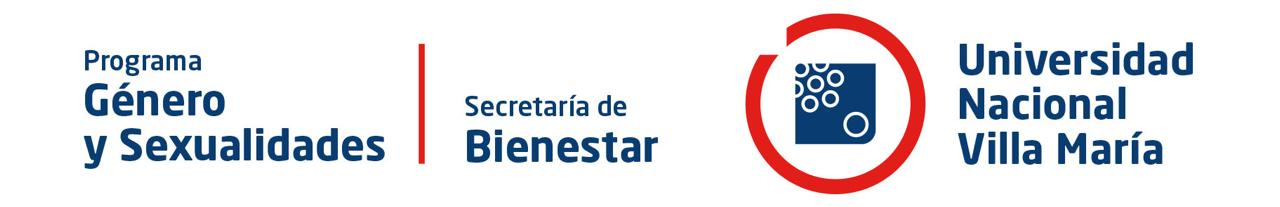 Programa
Género
y Sexualidades
Secretaría de
Bienestar
Universidad
Nacional
Villa María